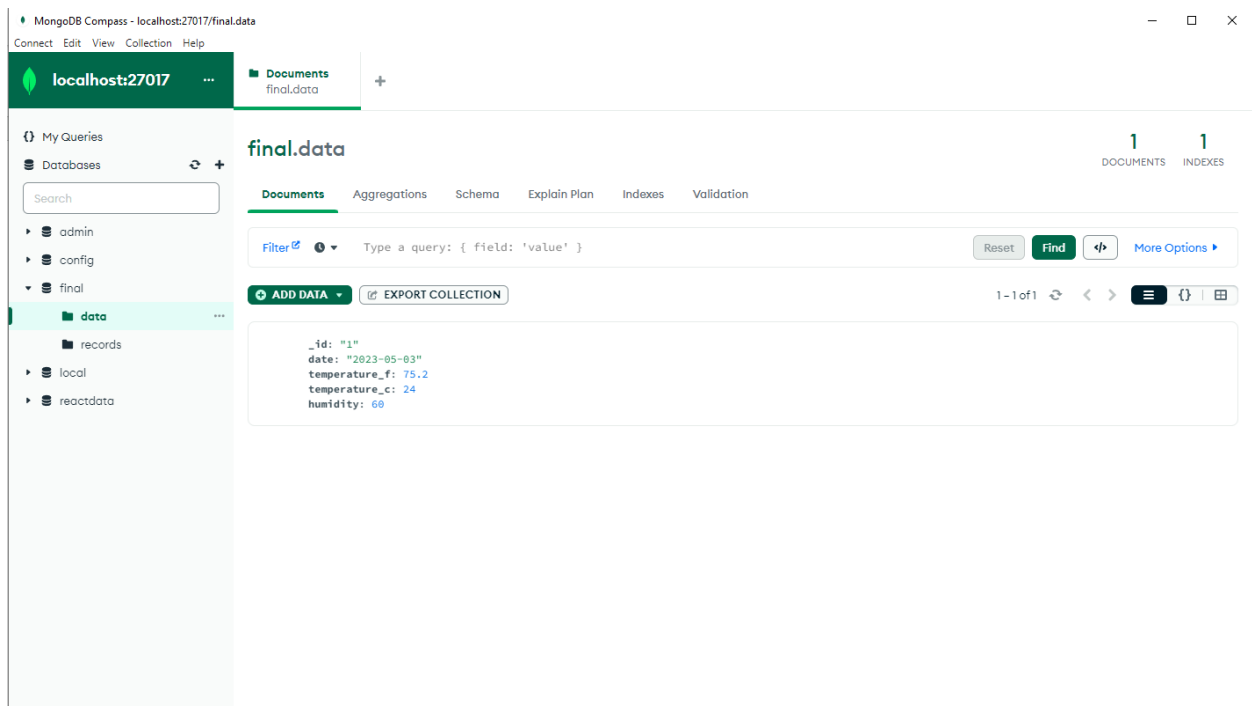 MongoDB Compass - localhost:27017/final.data
Connect Edit View Collection Help
localhost:27017 ...
Documents
final.data
+
{} My Queries
Databases
Search
admin
config
final
data ...
records
local
reactdata
final.data
1 DOCUMENTS
1 INDEXES
Documents Aggregations Schema Explain Plan Indexes Validation
Filter Type a query: { field: 'value' } Reset Find </> More Options
ADD DATA EXPORT COLLECTION 1 - 1 of 1 < > {}
_id: "1"
date: "2023-05-03"
temperature_f: 75.2
temperature_c: 24
humidity: 60